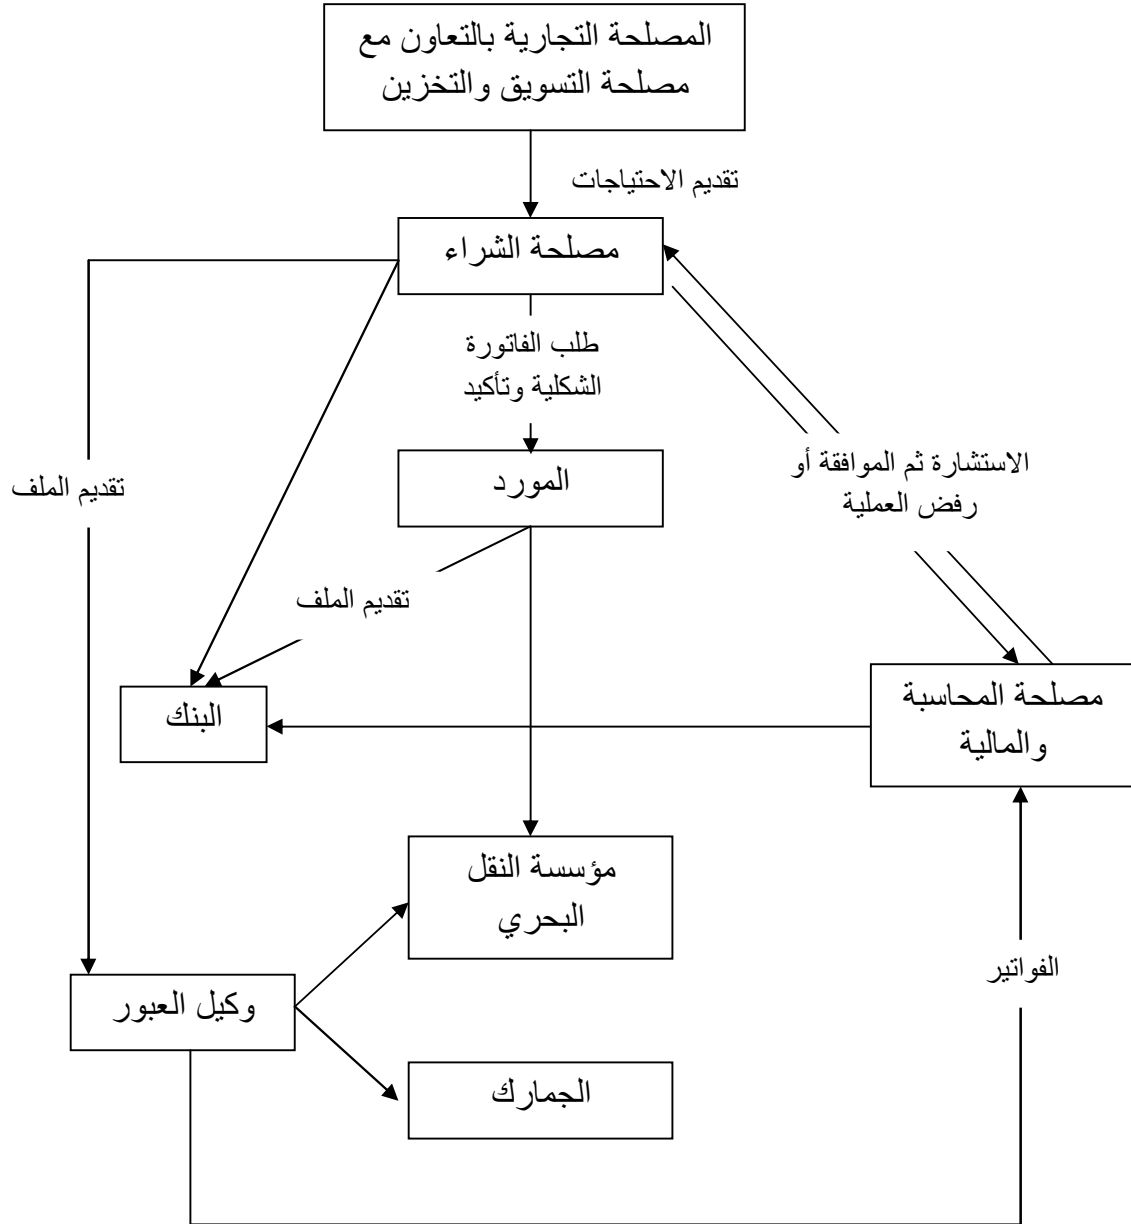 المصلحة التجارية بالتعاون مع
مصلحة التسويق والتخزين
تقديم الاحتياجات
مصلحة الشراء
طلب الفاتورة
الشكلية وتأكيد
المورد
الاستشارة ثم الموافقة أو
رفض العملية
تقديم الملف
تقديم الملف
مصلحة المحاسبة
والمالية
البنك
مؤسسة النقل
البحري
الفواتير
وكيل العبور
الجمارك